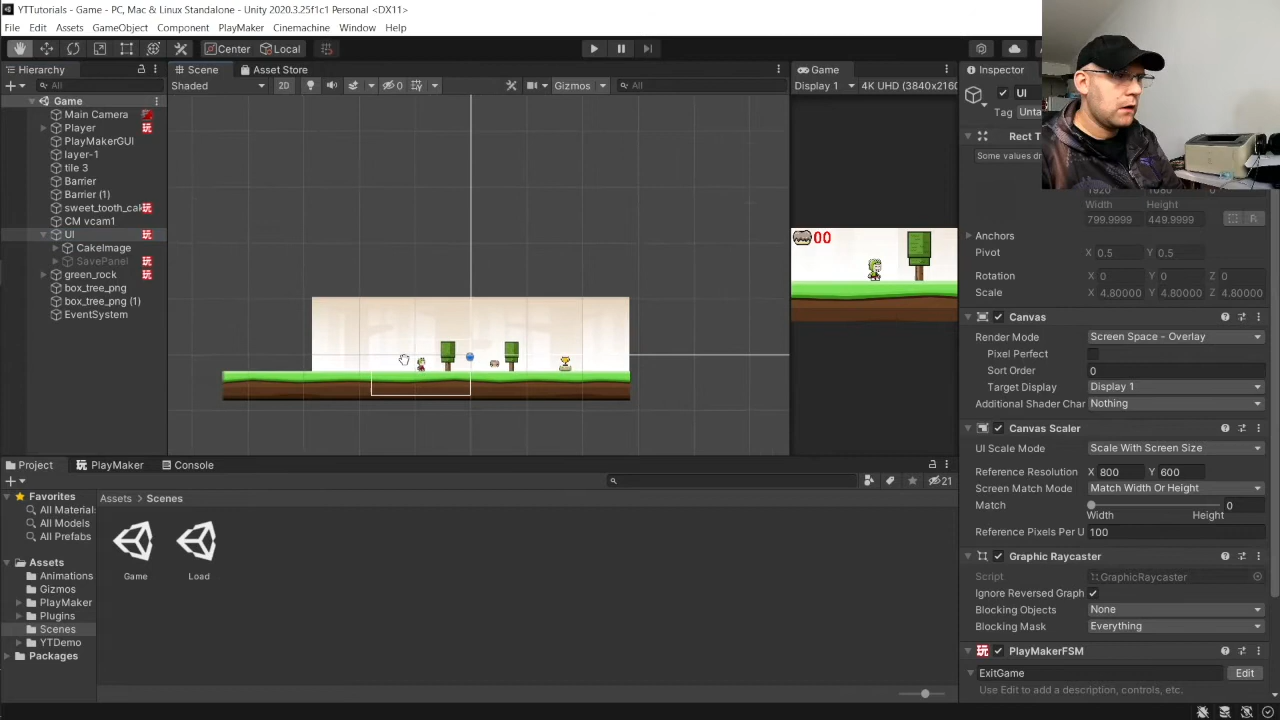 YTTutorials - Game - PC, Mac & Linux Standalone - Unity 2020.3.25f1c1 Personal <DX11>
File Edit Assets GameObject Component PlayMaker Cinemachine Window Help
Center Local
Hierarchy
All
Game
Main Camera
Player
PlayMakerGUI
layer-1
tile 3
Barrier
Barrier (1)
sweet_tooth_cak
CM vcam1
UI
CakeImage
SavePanel
green_rock
box_tree_png
box_tree_png (1)
EventSystem
Scene Asset Store
Shaded 2D 0 Gizmos All
Game
Display 1 4K UHD (3840x2160
00
Inspector
UI
Tag Unta
Rect T
Some values dr
1920 1080 0
Width Height
799.9999 449.9999 R
Anchors
Pivot X 0.5 Y 0.5
Rotation X 0 Y 0 Z 0
Scale X 4.80000 Y 4.80000 Z 4.80000
Canvas
Render Mode Screen Space - Overlay
Pixel Perfect
Sort Order 0
Target Display Display 1
Additional Shader Char Nothing
Canvas Scaler
UI Scale Mode Scale With Screen Size
Reference Resolution X 800 Y 600
Screen Match Mode Match Width Or Height
Match 0
Width Height
Reference Pixels Per U 100
Graphic Raycaster
Script GraphicRaycaster
Ignore Reversed Graph
Blocking Objects None
Blocking Mask Everything
PlayMakerFSM
ExitGame Edit
Use Edit to add a description, controls, etc.
Project PlayMaker Console
21
Favorites
All Material
All Models
All Prefabs
Assets
Animations
Gizmos
PlayMaker
Plugins
Scenes
YTDemo
Packages
Assets > Scenes
Game Load